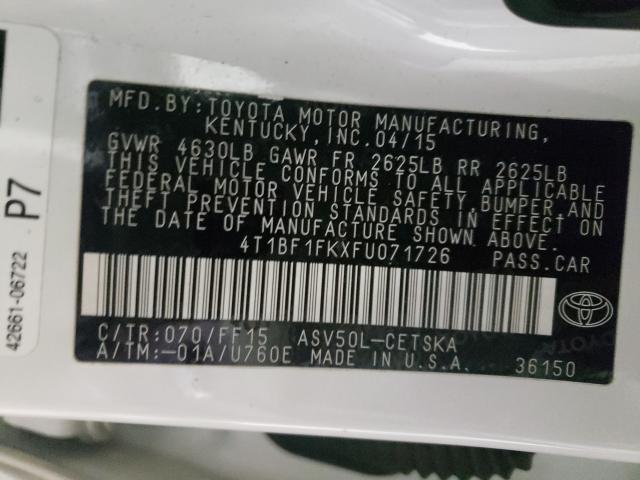 MFD.BY:TOYOTA MOTOR MANUFACTURING,
KENTUCKY,INC.04/15
GVWR 4630LB GAWR FR 2625LB RR 2625LB
THIS VEHICLE CONFORMS TO ALL APPLICABLE
FEDERAL MOTOR VEHICLE SAFETY,BUMPER,AND
THEFT PREVENTION STANDARDS IN EFFECT ON
THE DATE OF MANUFACTURE SHOWN ABOVE.
4T1BF1FKXFU071726 PASS.CAR
C/TR:070/FF15 ASV50L-CETSKA
A/TM:-01A/U760E MADE IN U.S.A. 36150
TOYOTA
42661-06722
P7